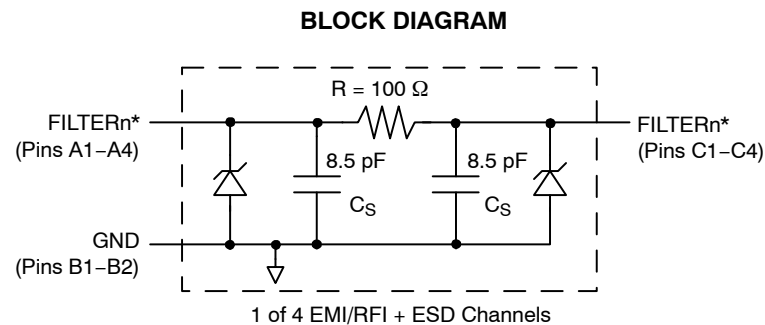 BLOCK DIAGRAM
R = 100 Ω
FILTERn*
(Pins A1−A4)
FILTERn*
(Pins C1−C4)
8.5 pF
8.5 pF
CS
CS
GND
(Pins B1−B2)
1 of 4 EMI/RFI + ESD Channels